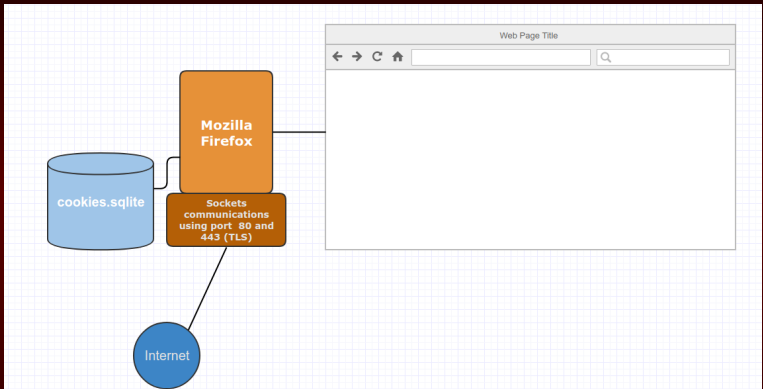 Web Page Title
Mozilla
Firefox
cookies.sqlite
Sockets
communications
using port 80 and
443 (TLS)
Internet